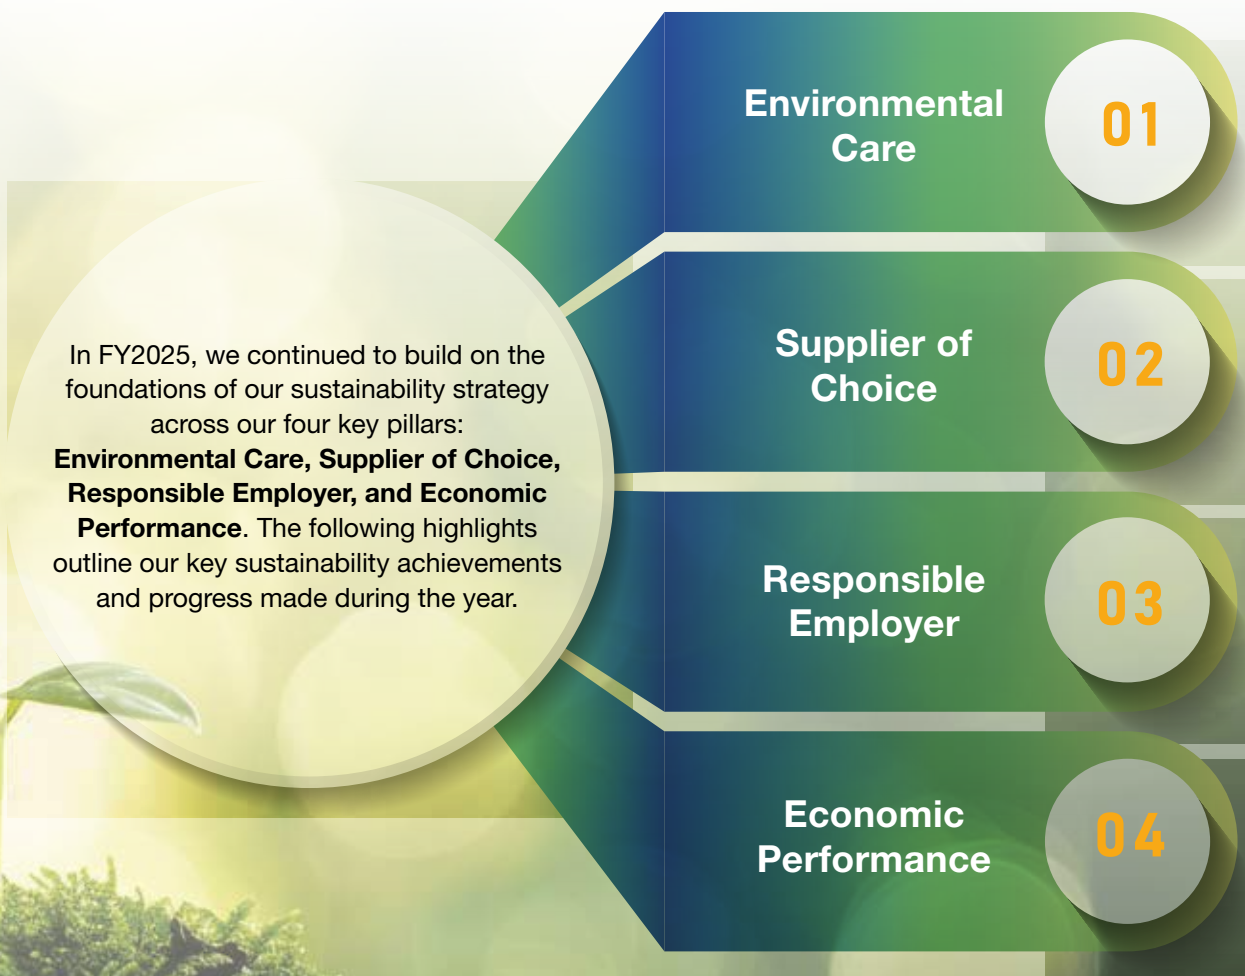 In FY2025, we continued to build on the
foundations of our sustainability strategy
across our four key pillars:
Environmental Care, Supplier of Choice,
Responsible Employer, and Economic
Performance. The following highlights
outline our key sustainability achievements
and progress made during the year.
Environmental
Care
01
Supplier of
Choice
02
Responsible
Employer
03
Economic
Performance
04